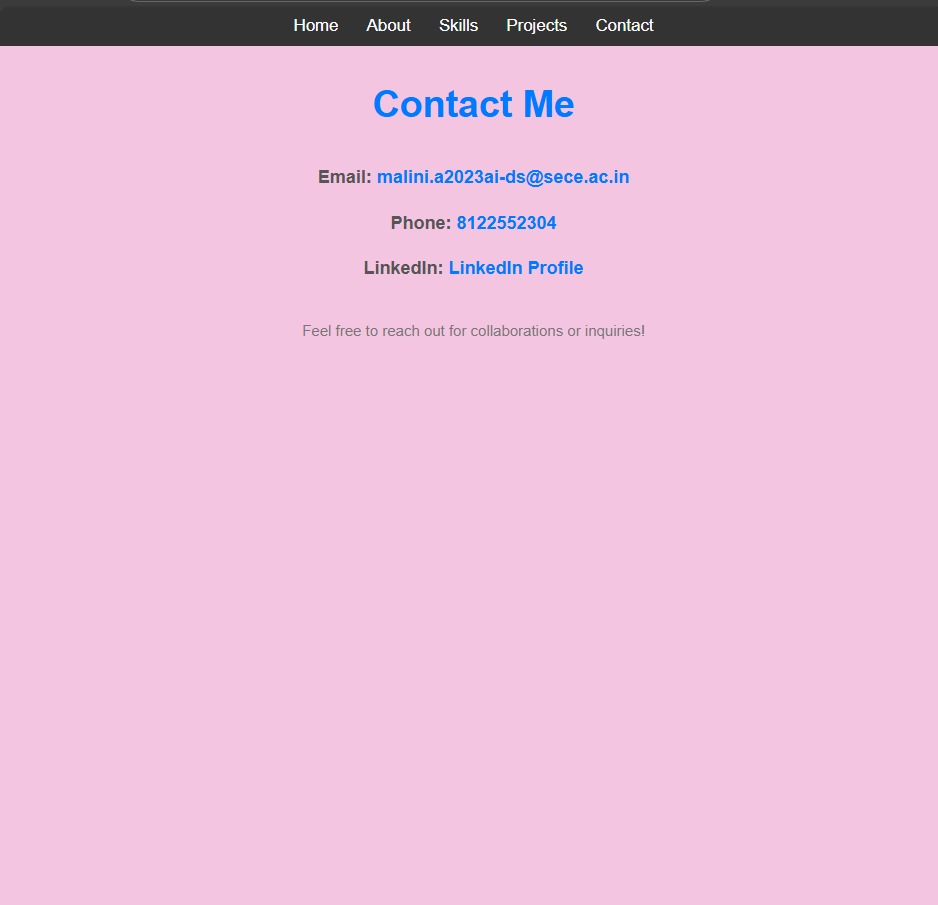 Home About Skills Projects Contact
Contact Me
Email: malini.a2023ai-ds@sece.ac.in
Phone: 8122552304
LinkedIn: LinkedIn Profile
Feel free to reach out for collaborations or inquiries!